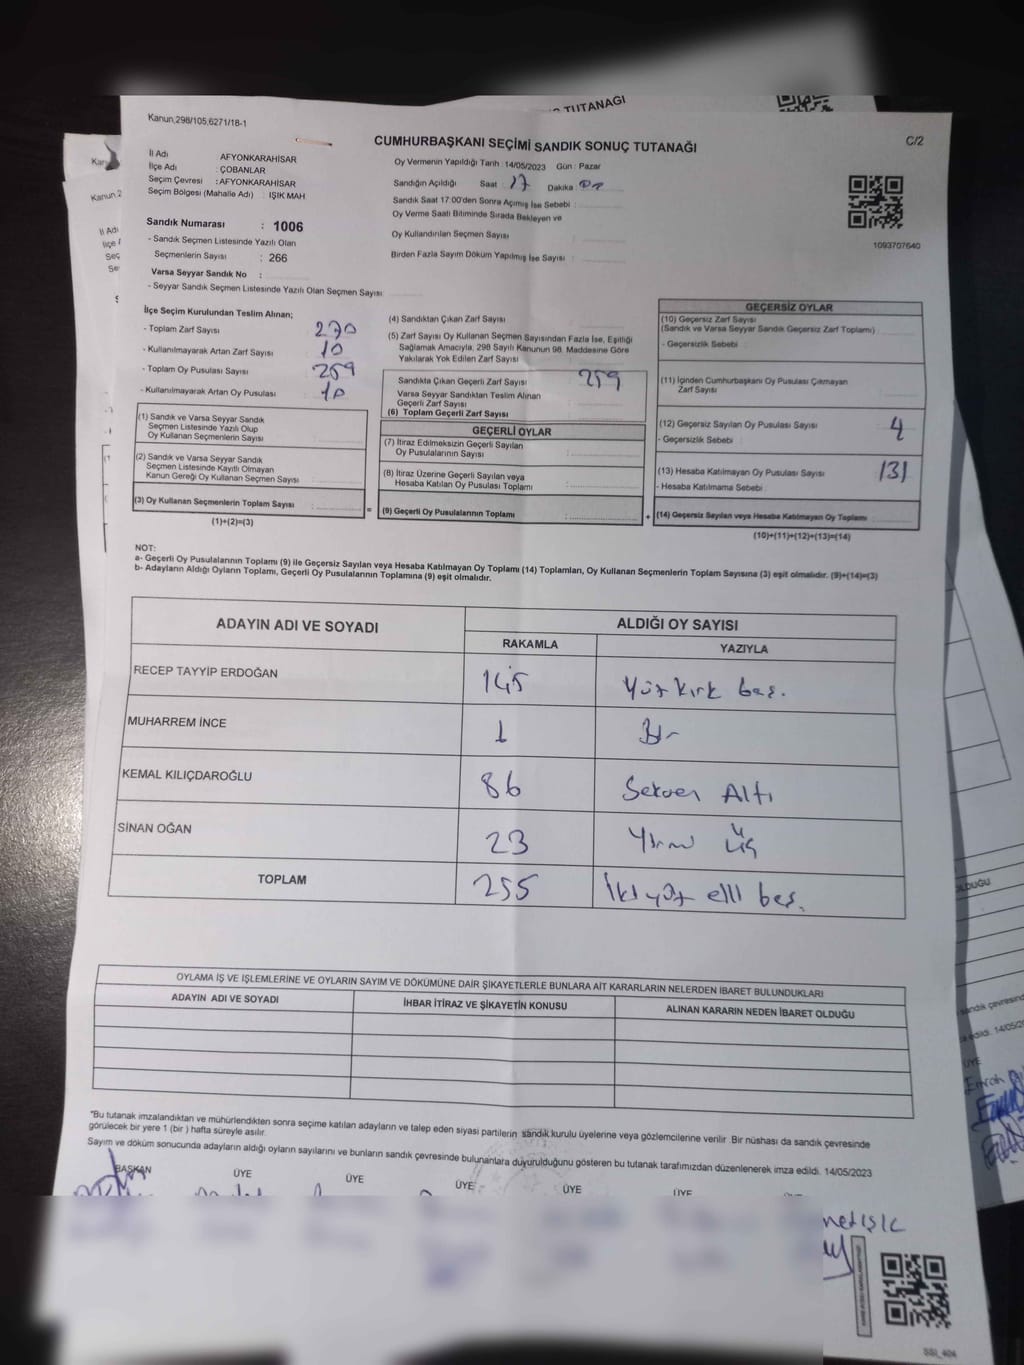 TUTANAĞI
Kanun,298/105,6271/18-1
CUMHURBAŞKANI SEÇİMİ SANDIK SONUÇ TUTANAĞI
C/2
İl Adı AFYONKARAHİSAR
İlçe Adı : ÇOBANLAR
Seçim Çevresi : AFYONKARAHİSAR
Seçim Bölgesi (Mahalle Adı) : IŞIK MAH
Oy Vermenin Yapıldığı Tarih :14/05/2023 Gün : Pazar
Sandığın Açıldığı Saat : 17 Dakika :
Sandık Saat 17:00'den Sonra Açılmış İse Sebebi :
Oy Verme Saati Bitiminde Sırada Bekleyen ve
Oy Kullandırılan Seçmen Sayısı :
Birden Fazla Sayım Döküm Yapılmış İse Sayısı :
1093707640
Sandık Numarası : 1006
- Sandık Seçmen Listesinde Yazılı Olan
Seçmenlerin Sayısı : 266
Varsa Seyyar Sandık No :
- Seyyar Sandık Seçmen Listesinde Yazılı Olan Seçmen Sayısı:
İlçe Seçim Kurulundan Teslim Alınan;
- Toplam Zarf Sayısı 270
- Kullanılmayarak Artan Zarf Sayısı 10
- Toplam Oy Pusulası Sayısı : 259
- Kullanılmayarak Artan Oy Pusulası : 10
(1) Sandık ve Varsa Seyyar Sandık
Seçmen Listesinde Yazılı Olup
Oy Kullanan Seçmenlerin Sayısı :
(2) Sandık ve Varsa Seyyar Sandık
Seçmen Listesinde Kayıtlı Olmayan
Kanun Gereği Oy Kullanan Seçmen Sayısı :
(3) Oy Kullanan Seçmenlerin Toplam Sayısı :
(1)+(2)=(3)
(4) Sandıktan Çıkan Zarf Sayısı :
(5) Zarf Sayısı Oy Kullanan Seçmen Sayısından Fazla İse, Eşitliği
Sağlamak Amacıyla; 298 Sayılı Kanunun 98. Maddesine Göre
Yakılarak Yok Edilen Zarf Sayısı :
Sandıkta Çıkan Geçerli Zarf Sayısı : 259
Varsa Seyyar Sandıktan Teslim Alınan
Geçerli Zarf Sayısı :
(6) Toplam Geçerli Zarf Sayısı :
GEÇERLİ OYLAR
(7) İtiraz Edilmeksizin Geçerli Sayılan
Oy Pusulalarının Sayısı :
(8) İtiraz Üzerine Geçerli Sayılan veya
Hesaba Katılan Oy Pusulası Toplamı :
(9) Geçerli Oy Pusulalarının Toplamı :
GEÇERSİZ OYLAR
(10) Geçersiz Zarf Sayısı
(Sandık ve Varsa Seyyar Sandık Geçersiz Zarf Toplamı) :
- Geçersizlik Sebebi :
(11) İçinden Cumhurbaşkanı Oy Pusulası Çıkmayan
Zarf Sayısı :
(12) Geçersiz Sayılan Oy Pusulası Sayısı : 4
- Geçersizlik Sebebi :
(13) Hesaba Katılmayan Oy Pusulası Sayısı : 131
- Hesaba Katılmama Sebebi :
(14) Geçersiz Sayılan veya Hesaba Katılmayan Oy Toplamı :
(10)+(11)+(12)+(13)=(14)
NOT:
a- Geçerli Oy Pusulalarının Toplamı (9) ile Geçersiz Sayılan veya Hesaba Katılmayan Oy Toplamı (14) Toplamları, Oy Kullanan Seçmenlerin Toplam Sayısına (3) eşit olmalıdır. (9)+(14)=(3)
b- Adayların Aldığı Oyların Toplamı, Geçerli Oy Pusulalarının Toplamına (9) eşit olmalıdır.
ADAYIN ADI VE SOYADI
ALDIĞI OY SAYISI
RAKAMLA YAZIYLA
RECEP TAYYİP ERDOĞAN 145 Yüz kırk beş.
MUHARREM İNCE 1 Bir
KEMAL KILIÇDAROĞLU 86 Seksen Altı
SİNAN OĞAN 23 Yirmi Üç
TOPLAM 255 İkiyüz elli beş.
OYLAMA İŞ VE İŞLEMLERİNE VE OYLARIN SAYIM VE DÖKÜMÜNE DAİR ŞİKAYETLERLE BUNLARA AİT KARARLARIN NELERDEN İBARET BULUNDUKLARI
ADAYIN ADI VE SOYADI İHBAR İTİRAZ VE ŞİKAYETİN KONUSU ALINAN KARARIN NEDEN İBARET OLDUĞU
"Bu tutanak imzalandıktan ve mühürlendikten sonra seçime katılan adayların ve talep eden siyasi partilerin sandık kurulu üyelerine veya gözlemcilerine verilir. Bir nüshası da sandık çevresinde
görülecek bir yere 1 (bir ) hafta süreyle asılır.
Sayım ve döküm sonucunda adayların aldığı oyların sayılarını ve bunların sandık çevresinde bulunanlara duyurulduğunu gösteren bu tutanak tarafımızdan düzenlenerek imza edildi. 14/05/2023
BAŞKAN ÜYE ÜYE ÜYE ÜYE ÜYE